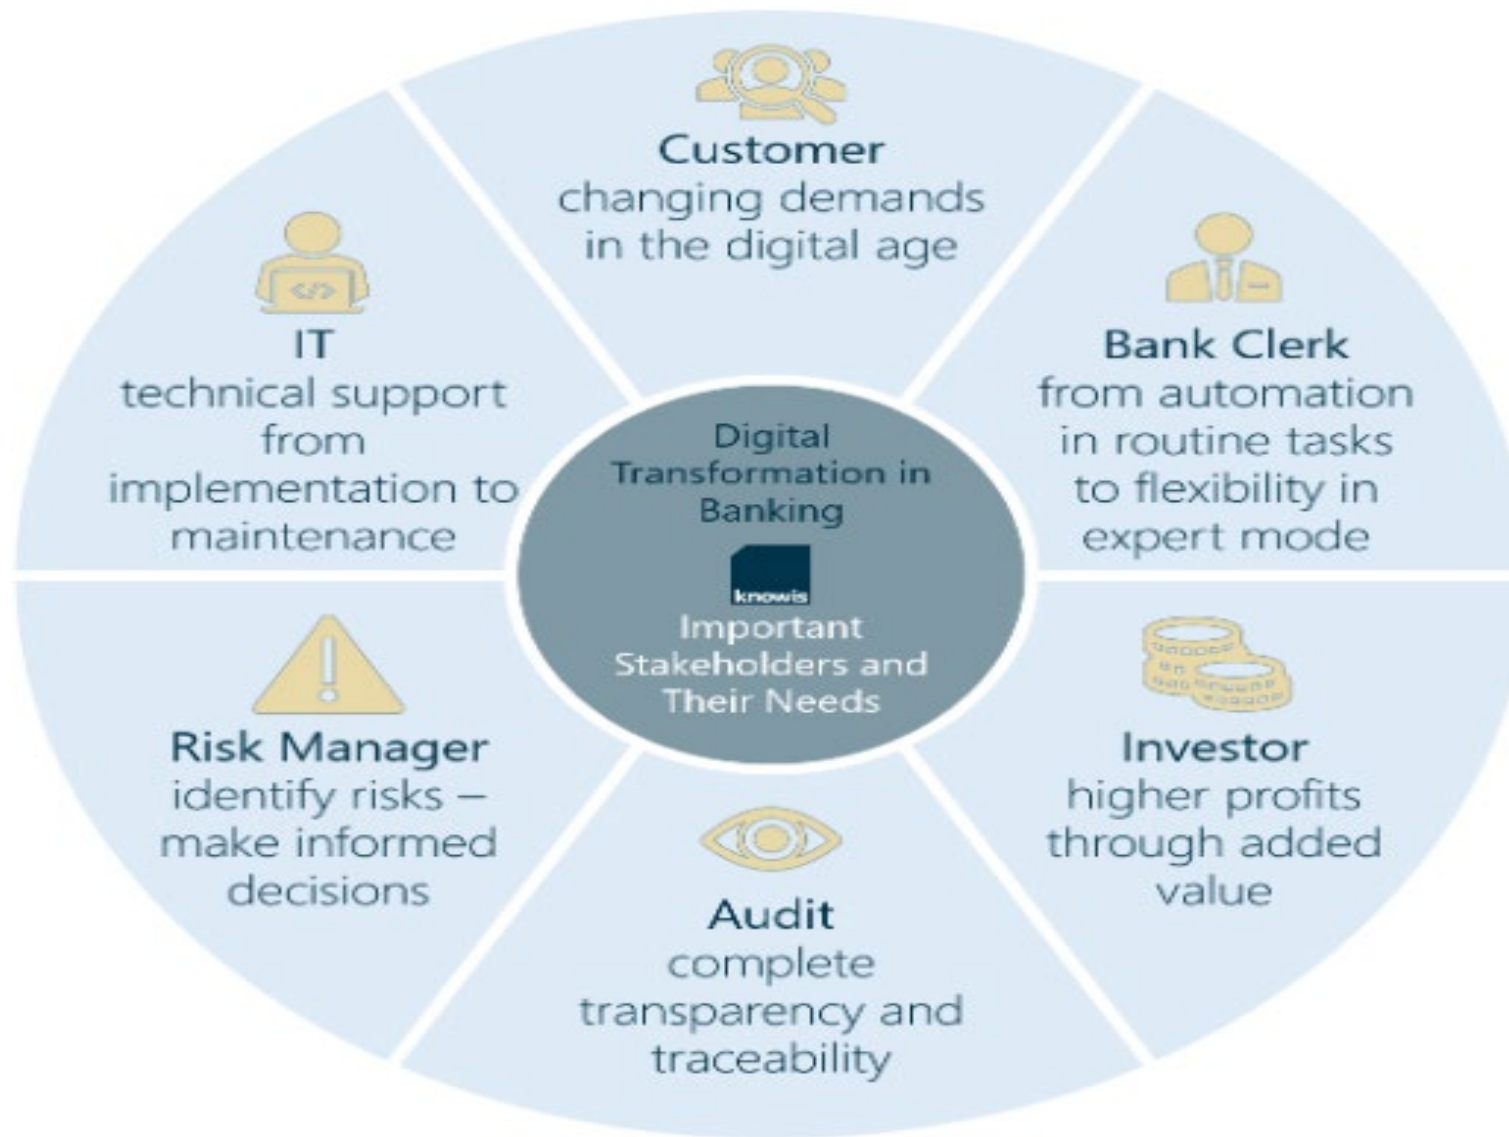 Customer
changing demands
in the digital age
Bank Clerk
from automation
in routine tasks
to flexibility in
expert mode
Investor
higher profits
through added
value
Audit
complete
transparency and
traceability
Risk Manager
identify risks –
make informed
decisions
IT
technical support
from
implementation to
maintenance
Digital
Transformation in
Banking
knowis
Important
Stakeholders and
Their Needs